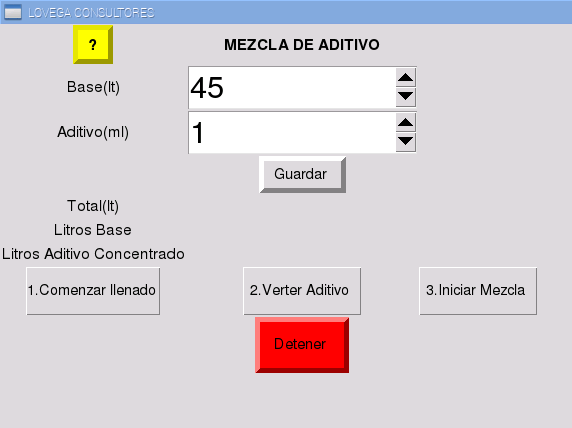 LOVEGA CONSULTORES
?
MEZCLA DE ADITIVO
Base(lt)
45
Aditivo(ml)
1
Guardar
Total(lt)
Litros Base
Litros Aditivo Concentrado
1.Comenzar llenado
2.Verter Aditivo
3.Iniciar Mezcla
Detener